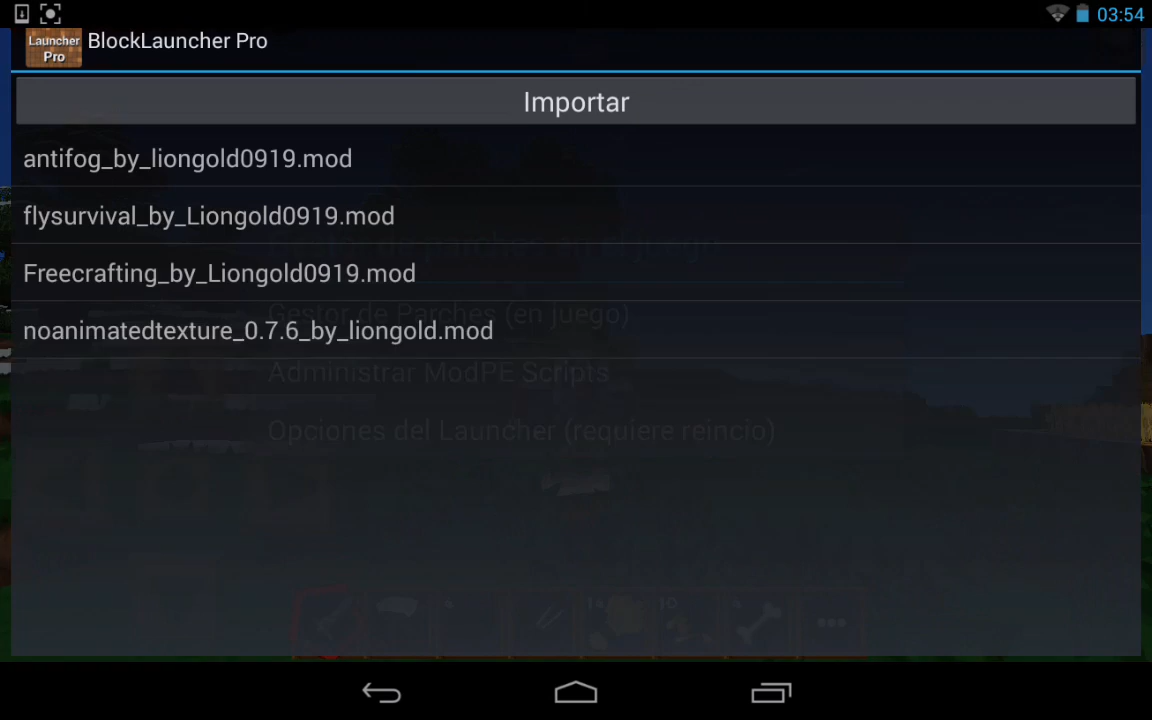 03:54
Launcher
Pro
BlockLauncher Pro
Importar
antifog_by_liongold0919.mod
flysurvival_by_Liongold0919.mod
Freecrafting_by_Liongold0919.mod
Gestor de Parches (en juego)
noanimatedtexture_0.7.6_by_liongold.mod
Administrar ModPE Scripts
Opciones del Launcher (requiere reincio)